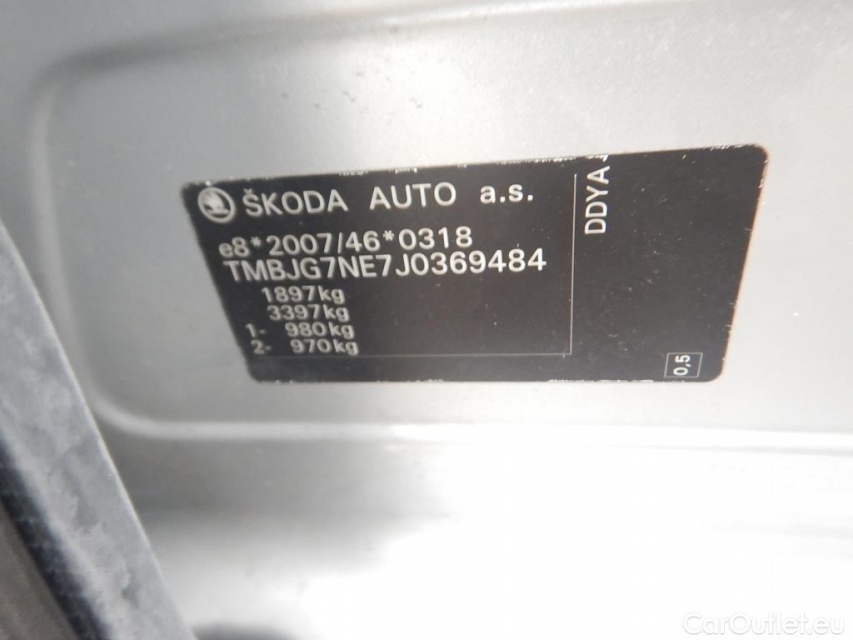 ŠKODA AUTO a.s.
e8*2007/46*0318
TMBJG7NE7J0369484
1897kg
3397kg
1- 980kg
2- 970kg
DDYA
0,5
CarOutlet.eu